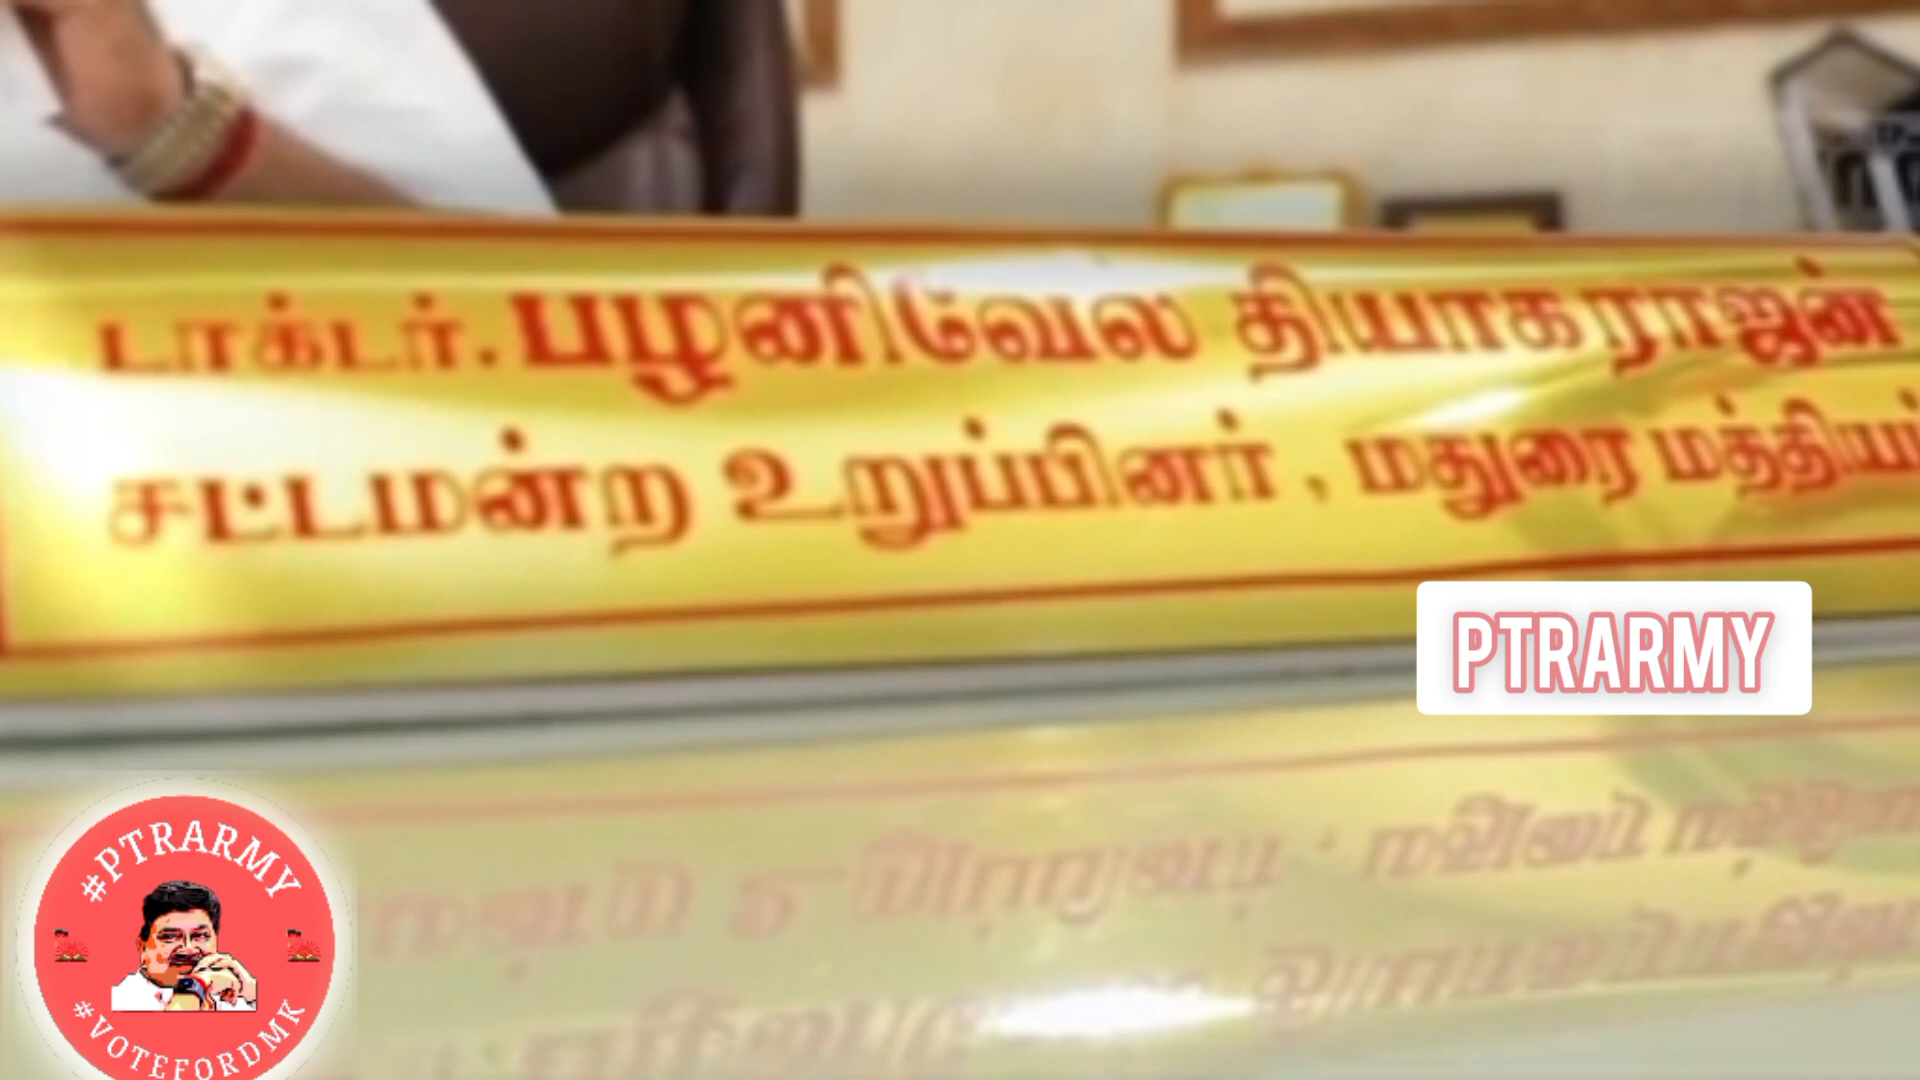 டாக்டர். பழனிவேல் தியாகராஜன்
சட்டமன்ற உறுப்பினர் , மதுரை மத்திய
PTRARMY
#PTRARMY
#VOTEFORDMK